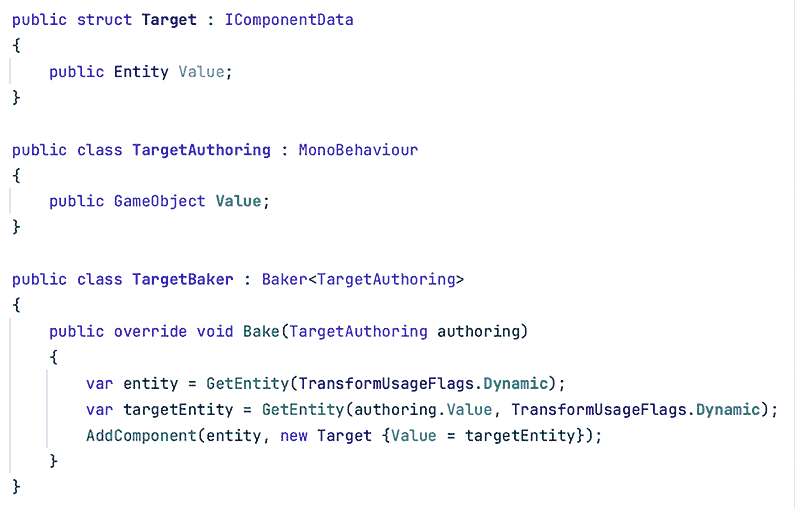 public struct Target : IComponentData
{
    public Entity Value;
}

public class TargetAuthoring : MonoBehaviour
{
    public GameObject Value;
}

public class TargetBaker : Baker<TargetAuthoring>
{
    public override void Bake(TargetAuthoring authoring)
    {
        var entity = GetEntity(TransformUsageFlags.Dynamic);
        var targetEntity = GetEntity(authoring.Value, TransformUsageFlags.Dynamic);
        AddComponent(entity, new Target {Value = targetEntity});
    }
}